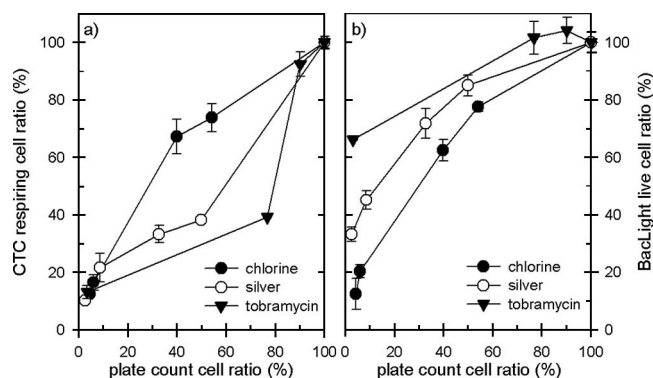 a)
b)
CTC respiring cell ratio (%)
100
80
60
40
20
0
chlorine
silver
tobramycin
0 20 40 60 80 100
plate count cell ratio (%)
chlorine
silver
tobramycin
0 20 40 60 80 100
plate count cell ratio (%)
100
80
60
40
20
0
BacLight live cell ratio (%)